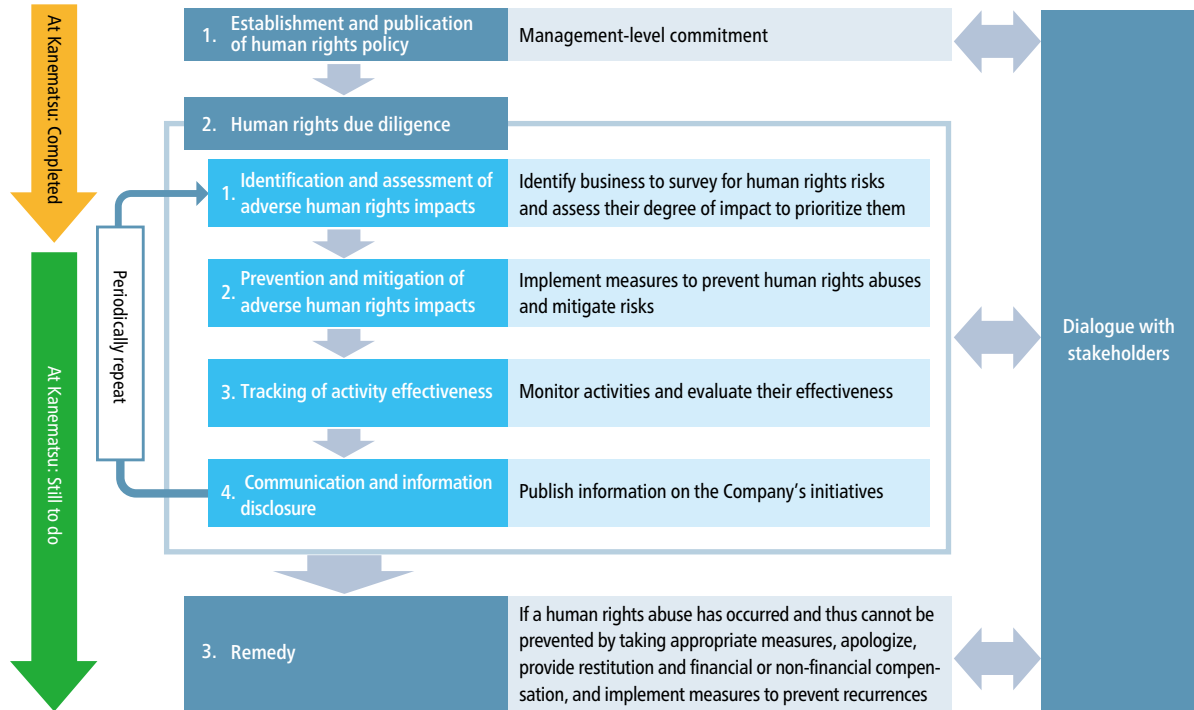 At Kanematsu: Completed
At Kanematsu: Still to do
1. Establishment and publication
of human rights policy
Management-level commitment
2. Human rights due diligence
1. Identification and assessment of
adverse human rights impacts
Identify business to survey for human rights risks
and assess their degree of impact to prioritize them
2. Prevention and mitigation of
adverse human rights impacts
Implement measures to prevent human rights abuses
and mitigate risks
3. Tracking of activity effectiveness
Monitor activities and evaluate their effectiveness
4. Communication and information
disclosure
Publish information on the Company's initiatives
Periodically repeat
3. Remedy
If a human rights abuse has occurred and thus cannot be
prevented by taking appropriate measures, apologize,
provide restitution and financial or non-financial compen-
sation, and implement measures to prevent recurrences
Dialogue with
stakeholders